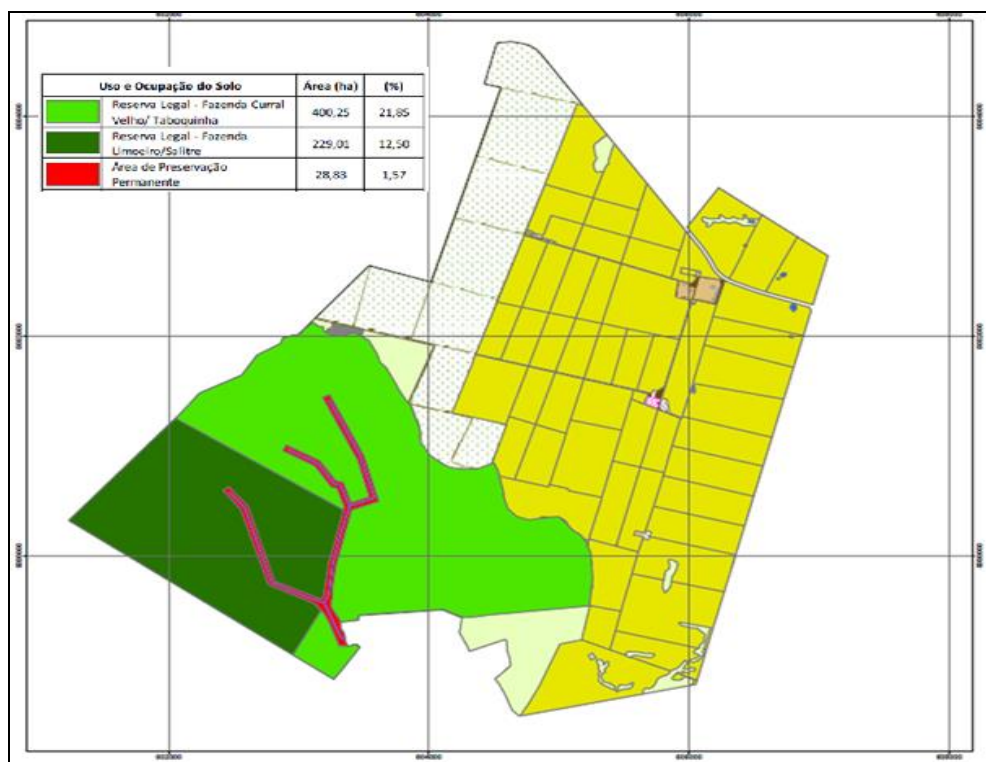 Uso e Ocupação do Solo Área (ha) (%)
Reserva Legal - Fazenda Curral
Velho/ Taboquinha 400,25 21,85
Reserva Legal - Fazenda
Limoeiro/Salitre 229,01 12,50
Área de Preservação
Permanente 28,83 1,57